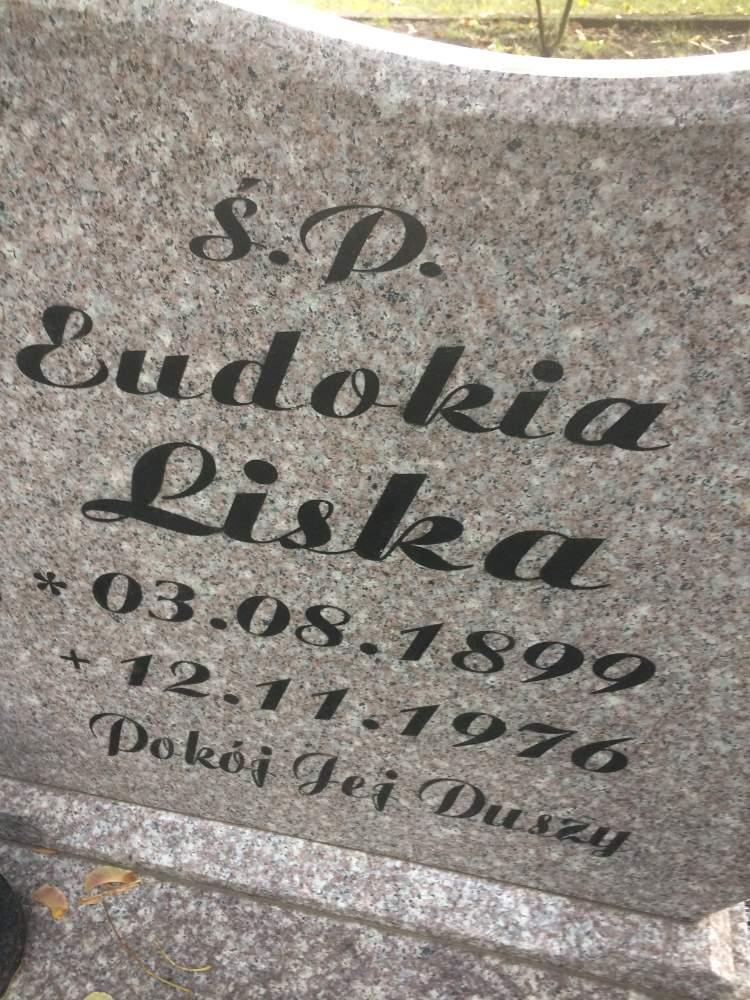 Ś.P.
Eudokia
Liska
* 03.08.1899
+ 12.11.1976
Pokój Jej Duszy